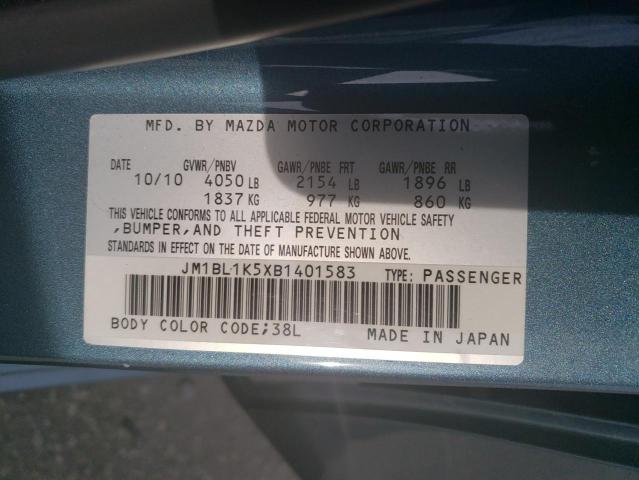 MFD. BY MAZDA MOTOR CORPORATION
DATE GVWR/PNBV GAWR/PNBE FRT GAWR/PNBE RR
10/10 4050 LB 2154 LB 1896 LB
1837 KG 977 KG 860 KG
THIS VEHICLE CONFORMS TO ALL APPLICABLE FEDERAL MOTOR VEHICLE SAFETY
,BUMPER,AND THEFT PREVENTION
STANDARDS IN EFFECT ON THE DATE OF MANUFACTURE SHOWN ABOVE.
JM1BL1K5XB1401583 TYPE: PASSENGER
BODY COLOR CODE;38L MADE IN JAPAN